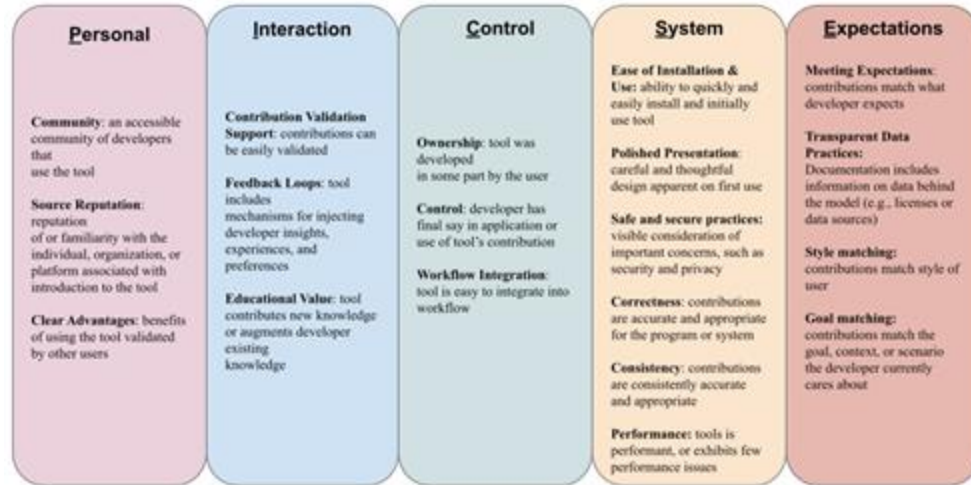 Personal
Community: an accessible
community of developers
that
use the tool
Source Reputation:
reputation
of or familiarity with the
individual, organization, or
platform associated with
introduction to the tool
Clear Advantages: benefits
of using the tool validated
by other users
Interaction
Contribution Validation
Support: contributions can
be easily validated
Feedback Loops: tool
includes
mechanisms for injecting
developer insights,
experiences, and
preferences
Educational Value: tool
contributes new knowledge
or augments developer
existing
knowledge
Control
Ownership: tool was
developed
in some part by the user
Control: developer has
final say in application or
use of tool's contribution
Workflow Integration:
tool is easy to integrate into
workflow
System
Ease of Installation &
Use: ability to quickly and
easily install and initially
use tool
Polished Presentation:
careful and thoughtful
design apparent on first use
Safe and secure practices:
visible consideration of
important concerns, such as
security and privacy
Correctness: contributions
are accurate and appropriate
for the program or system
Consistency: contributions
are consistently accurate
and appropriate
Performance: tools is
performant, or exhibits few
performance issues
Expectations
Meeting Expectations:
contributions match what
developer expects
Transparent Data
Practices:
Documentation includes
information on data behind
the model (e.g., licenses or
data sources)
Style matching:
contributions match style of
user
Goal matching:
contributions match the
goal, context, or scenario
the developer currently
cares about